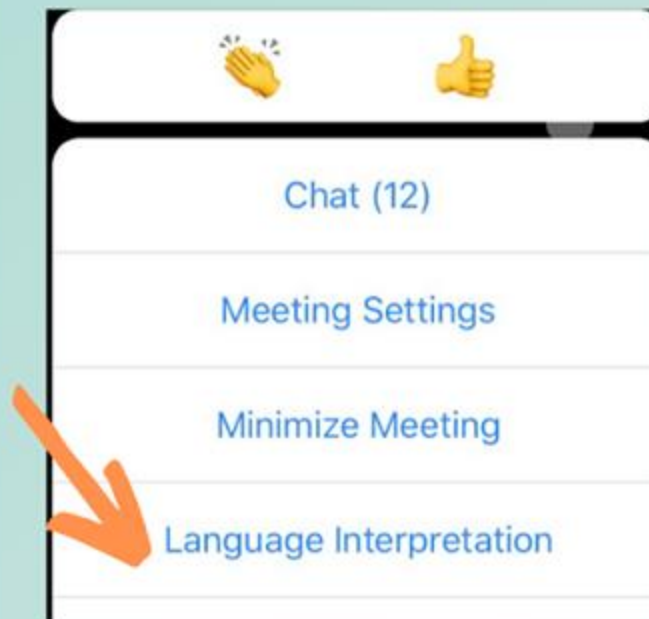 Chat (12)
Meeting Settings
Minimize Meeting
Language Interpretation